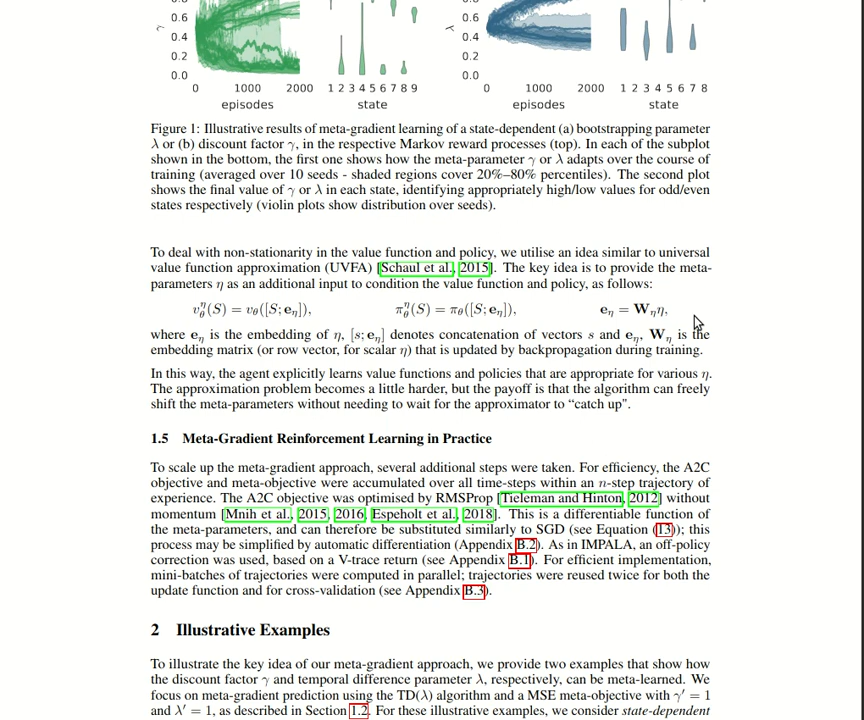 γ
0.6
0.4
0.2
0.0
0 1000 2000
episodes
1 2 3 4 5 6 7 8 9
state
λ
0.6
0.4
0.2
0.0
0 1000 2000
episodes
1 2 3 4 5 6 7 8
state
Figure 1: Illustrative results of meta-gradient learning of a state-dependent (a) bootstrapping parameter
λ or (b) discount factor γ, in the respective Markov reward processes (top). In each of the subplot
shown in the bottom, the first one shows how the meta-parameter γ or λ adapts over the course of
training (averaged over 10 seeds - shaded regions cover 20%–80% percentiles). The second plot
shows the final value of γ or λ in each state, identifying appropriately high/low values for odd/even
states respectively (violin plots show distribution over seeds).
To deal with non-stationarity in the value function and policy, we utilise an idea similar to universal
value function approximation (UVFA) [Schaul et al., 2015]. The key idea is to provide the meta-
parameters η as an additional input to condition the value function and policy, as follows:
v_θ^η(S) = v_θ([S; e_η]), π_θ^η(S) = π_θ([S; e_η]), e_η = W_η η,
where e_η is the embedding of η, [s; e_η] denotes concatenation of vectors s and e_η, W_η is the
embedding matrix (or row vector, for scalar η) that is updated by backpropagation during training.
In this way, the agent explicitly learns value functions and policies that are appropriate for various η.
The approximation problem becomes a little harder, but the payoff is that the algorithm can freely
shift the meta-parameters without needing to wait for the approximator to “catch up".
1.5 Meta-Gradient Reinforcement Learning in Practice
To scale up the meta-gradient approach, several additional steps were taken. For efficiency, the A2C
objective and meta-objective were accumulated over all time-steps within an n-step trajectory of
experience. The A2C objective was optimised by RMSProp [Tieleman and Hinton, 2012] without
momentum [Mnih et al., 2015, 2016, Espeholt et al., 2018]. This is a differentiable function of
the meta-parameters, and can therefore be substituted similarly to SGD (see Equation (13)); this
process may be simplified by automatic differentiation (Appendix B.2). As in IMPALA, an off-policy
correction was used, based on a V-trace return (see Appendix B.1). For efficient implementation,
mini-batches of trajectories were computed in parallel; trajectories were reused twice for both the
update function and for cross-validation (see Appendix B.3).
2 Illustrative Examples
To illustrate the key idea of our meta-gradient approach, we provide two examples that show how
the discount factor γ and temporal difference parameter λ, respectively, can be meta-learned. We
focus on meta-gradient prediction using the TD(λ) algorithm and a MSE meta-objective with γ′ = 1
and λ′ = 1, as described in Section 1.2. For these illustrative examples, we consider state-dependent